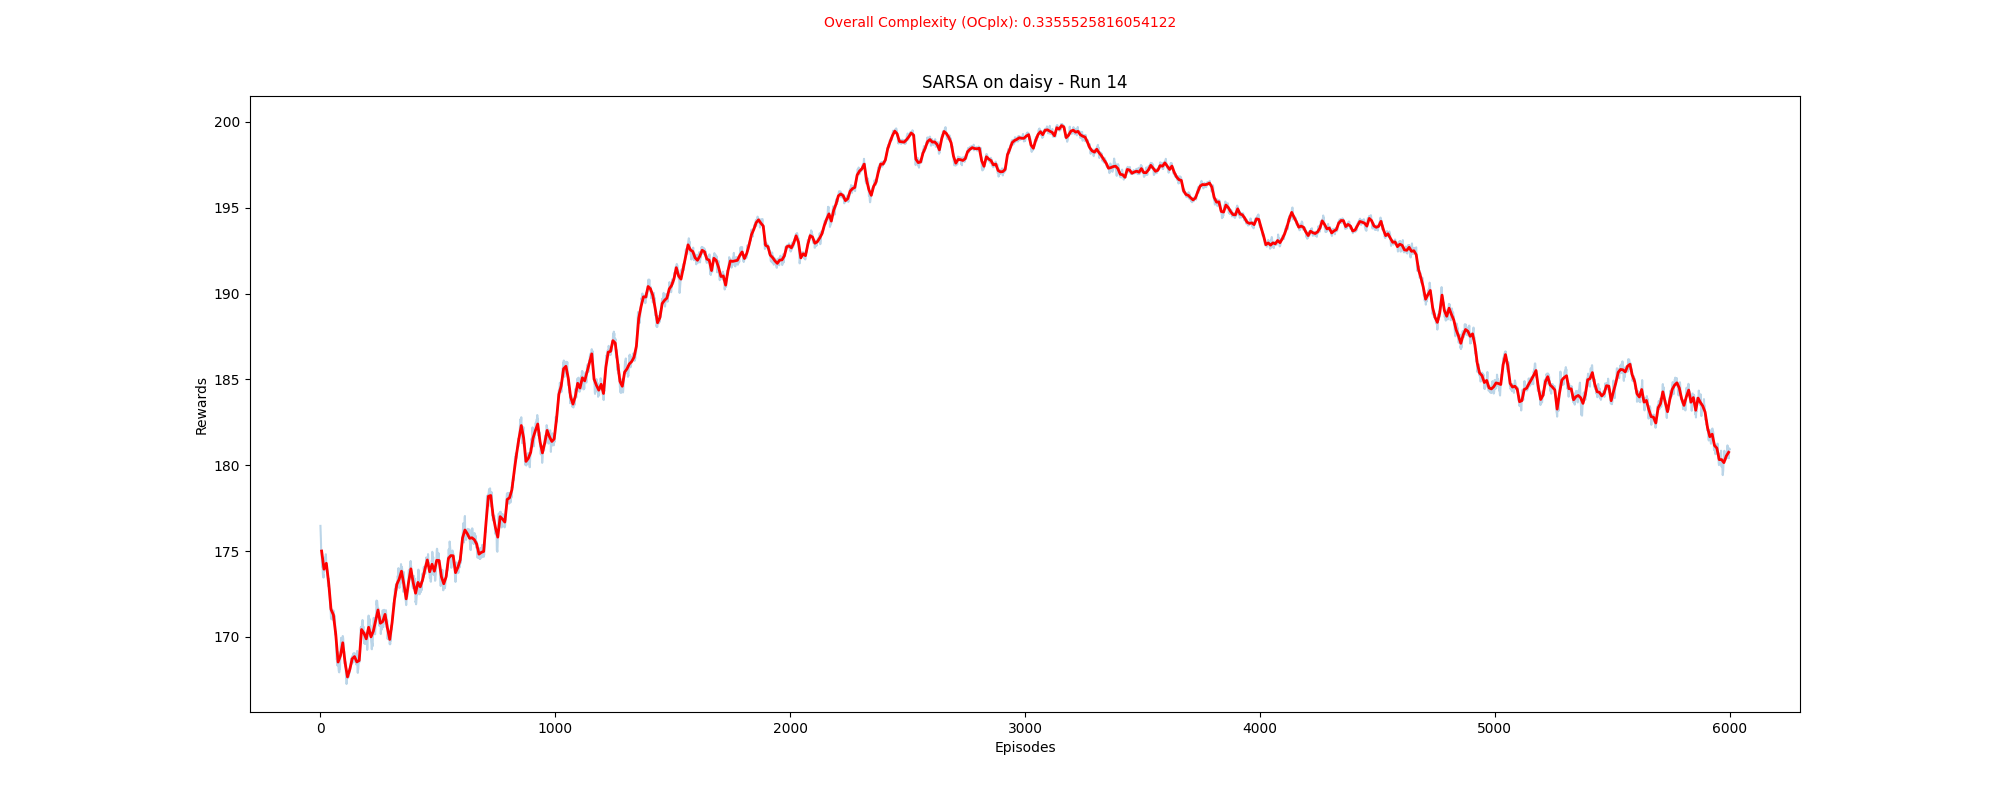 Overall Complexity (OCplx): 0.3355525816054122
SARSA on daisy - Run 14
200
195
190
185
180
175
170
Rewards
0 1000 2000 3000 4000 5000 6000
Episodes